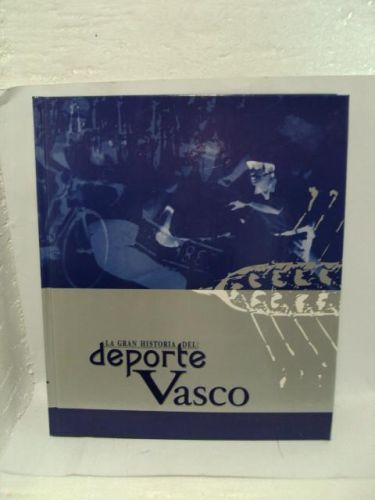 LA GRAN HISTORIA DEL:
deporte
Vasco